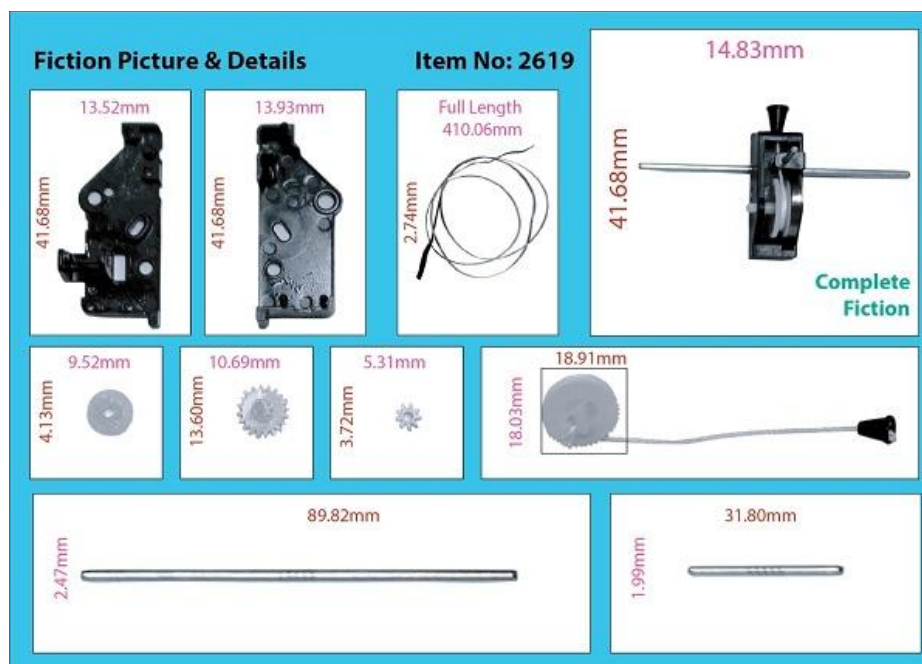 Fiction Picture & Details
Item No: 2619
14.83mm
41.68mm
Complete
Fiction
13.52mm
41.68mm
13.93mm
41.68mm
Full Length
410.06mm
2.74mm
9.52mm
4.13mm
10.69mm
13.60mm
5.31mm
3.72mm
18.91mm
18.03mm
89.82mm
2.47mm
31.80mm
1.99mm